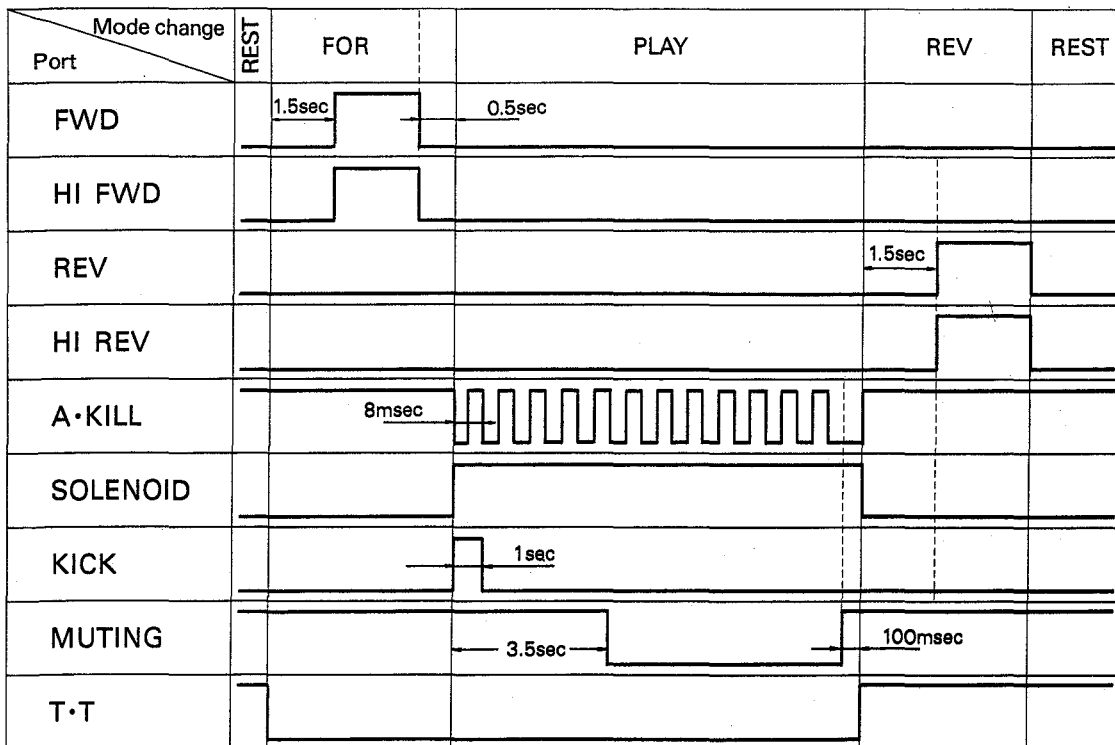 Mode change
Port
REST
FOR
PLAY
REV
REST
FWD
1.5sec
0.5sec
HI FWD
REV
1.5sec
HI REV
A·KILL
8msec
SOLENOID
KICK
1sec
MUTING
3.5sec
100msec
T·T